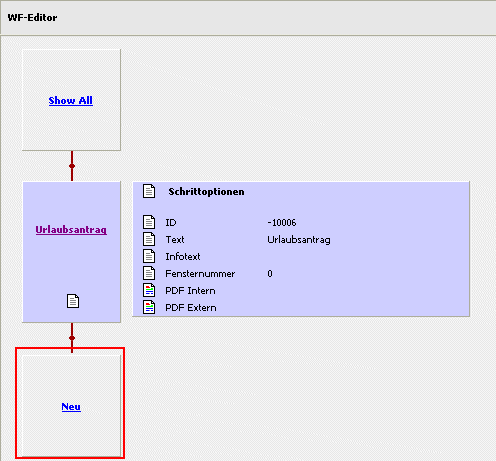 WF-Editor
Show All
Urlaubsantrag
Schrittoptionen
ID -10006
Text Urlaubsantrag
Infotext
Fensternummer 0
PDF Intern
PDF Extern
Neu